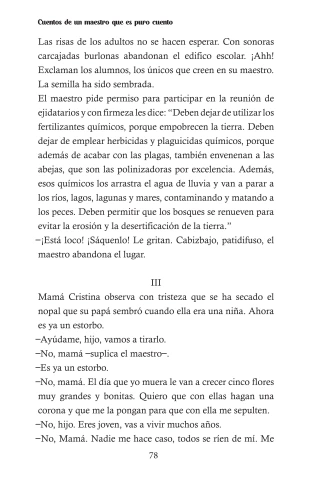 Cuentos de un maestro que es puro cuento
Las risas de los adultos no se hacen esperar. Con sonoras
carcajadas burlonas abandonan el edifico escolar. ¡Ahh!
Exclaman los alumnos, los únicos que creen en su maestro.
La semilla ha sido sembrada.
El maestro pide permiso para participar en la reunión de
ejidatarios y con firmeza les dice: “Deben dejar de utilizar los
fertilizantes químicos, porque empobrecen la tierra. Deben
dejar de emplear herbicidas y plaguicidas químicos, porque
además de acabar con las plagas, también envenenan a las
abejas, que son las polinizadoras por excelencia. Además,
esos químicos los arrastra el agua de lluvia y van a parar a
los ríos, lagos, lagunas y mares, contaminando y matando a
los peces. Deben permitir que los bosques se renueven para
evitar la erosión y la desertificación de la tierra.”
–¡Está loco! ¡Sáquenlo! Le gritan. Cabizbajo, patidifuso, el
maestro abandona el lugar.
III
Mamá Cristina observa con tristeza que se ha secado el
nopal que su papá sembró cuando ella era una niña. Ahora
es ya un estorbo.
–Ayúdame, hijo, vamos a tirarlo.
–No, mamá –suplica el maestro–.
–Es ya un estorbo.
–No, mamá. El día que yo muera le van a crecer cinco flores
muy grandes y bonitas. Quiero que con ellas hagan una
corona y que me la pongan para que con ella me sepulten.
–No, hijo. Eres joven, vas a vivir muchos años.
–No, Mamá. Nadie me hace caso, todos se ríen de mí. Me
78